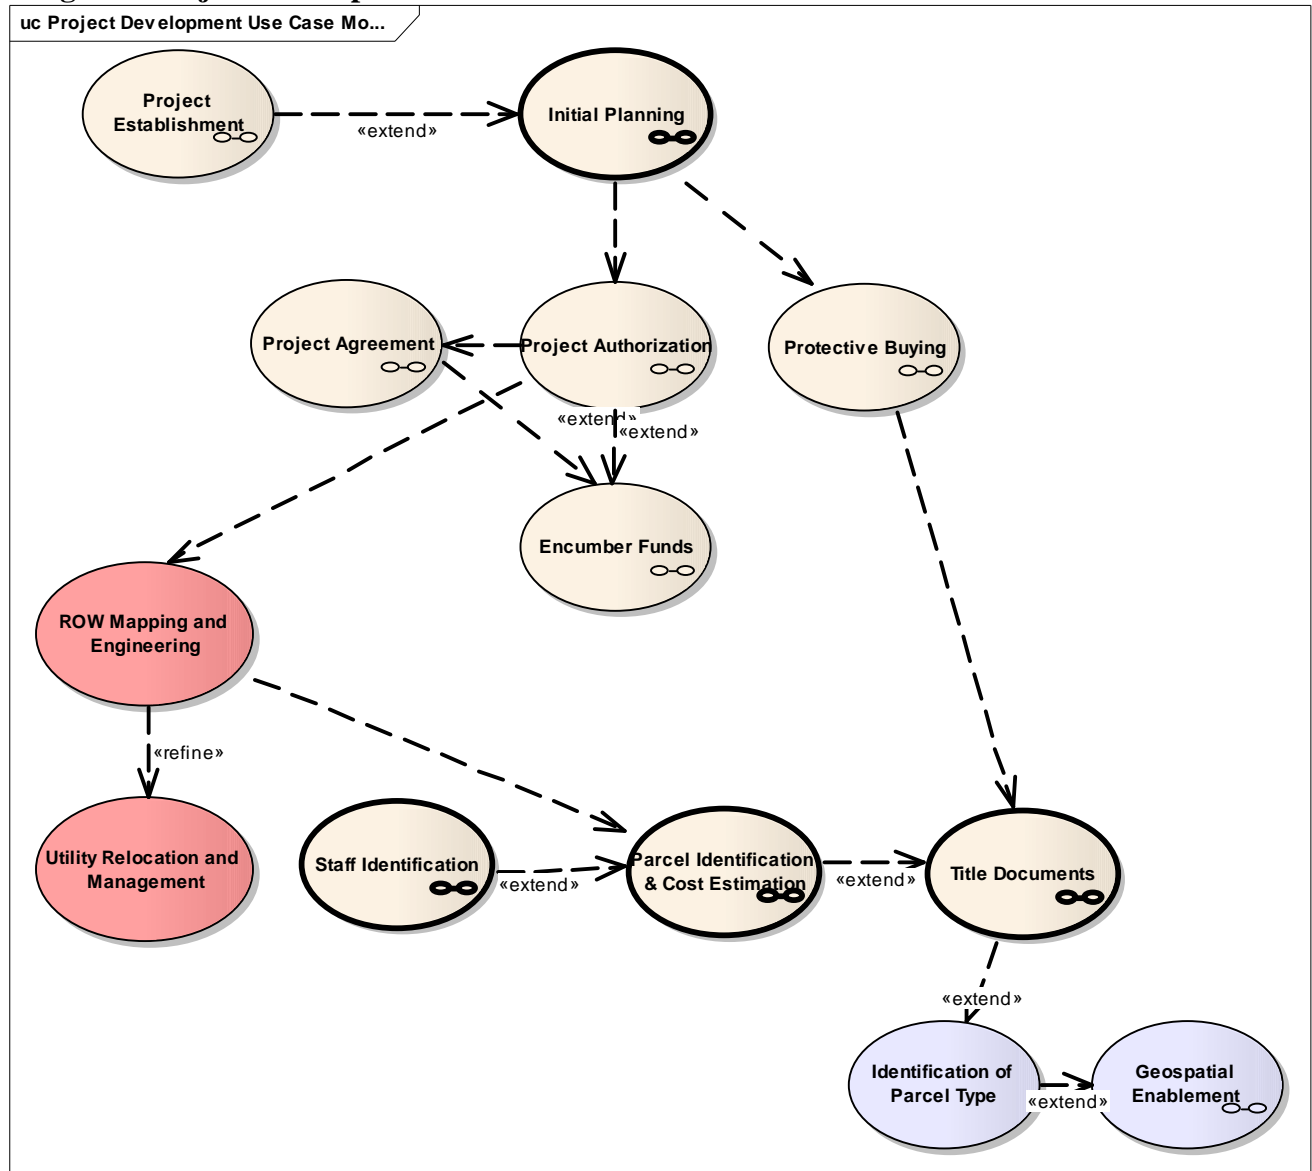 uc Project Development Use Case Mo...
Project
Establishment
«extend»
Initial Planning
Project Agreement
Project Authorization
Protective Buying
«extend»
«extend»
Encumber Funds
ROW Mapping and
Engineering
«refine»
Utility Relocation and
Management
Staff Identification
«extend»
Parcel Identification
& Cost Estimation
«extend»
Title Documents
«extend»
Identification of
Parcel Type
«extend»
Geospatial
Enablement